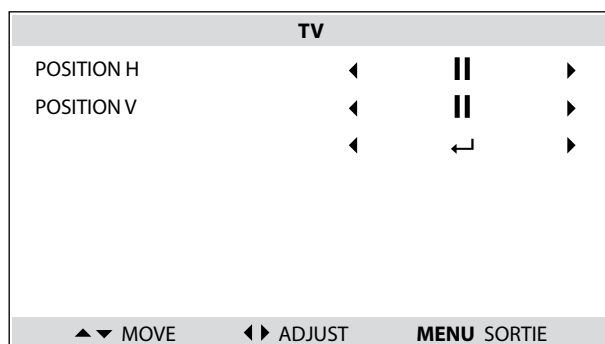 TV
POSITION H
POSITION V
MOVE ADJUST MENU SORTIE